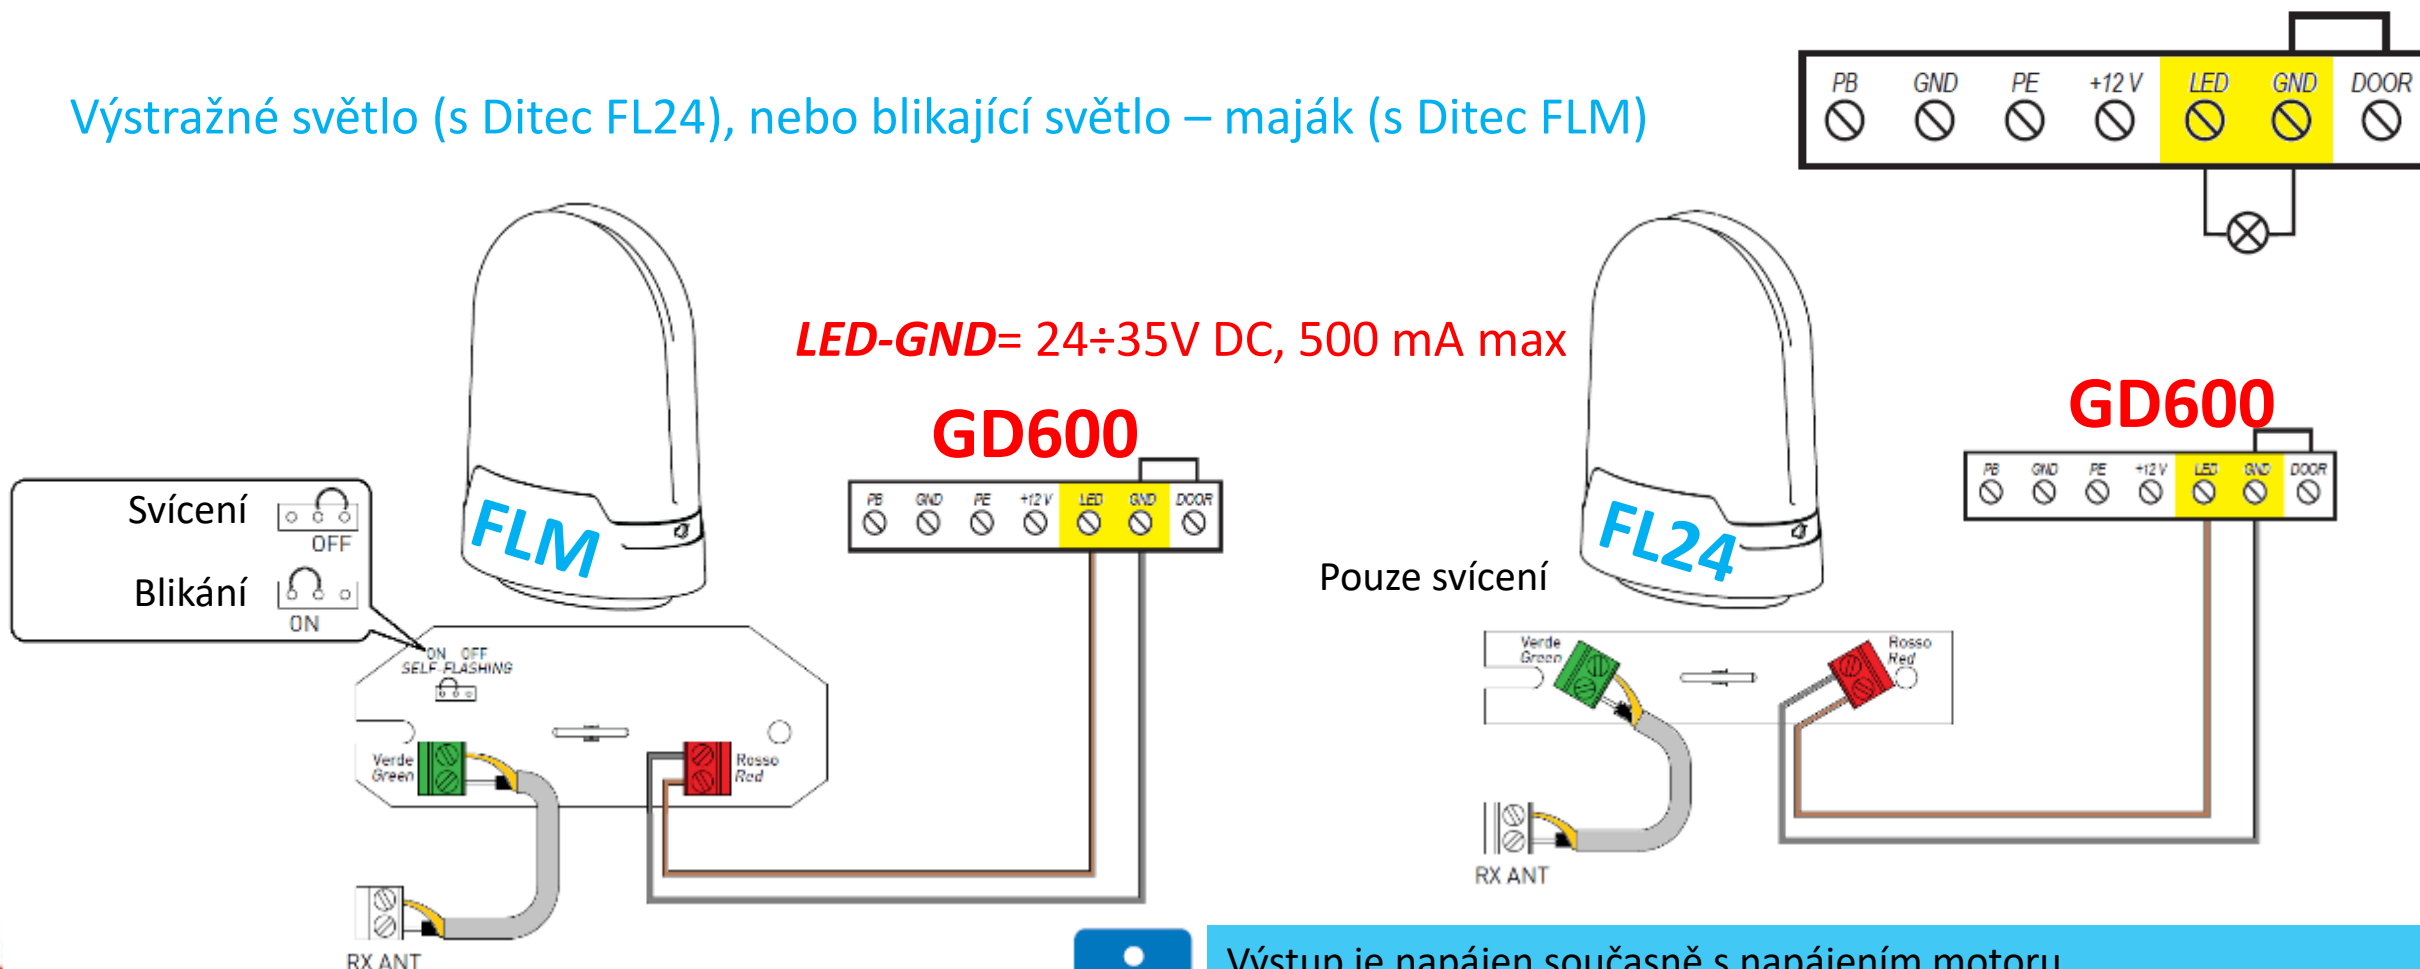 PB GND PE +12 V LED GND DOOR
Výstražné světlo (s Ditec FL24), nebo blikající světlo – maják (s Ditec FLM)
LED-GND= 24÷35V DC, 500 mA max
GD600
GD600
PB GND PE +12 V LED GND DOOR
PB GND PE +12 V LED GND DOOR
Svícení
OFF
Blikání
ON
FLM
FL24
Pouze svícení
ON OFF
SELF-FLASHING
Verde
Green
Rosso
Red
Verde
Green
Rosso
Red
RX ANT
RX ANT
Výstup je napájen současně s napájením motoru